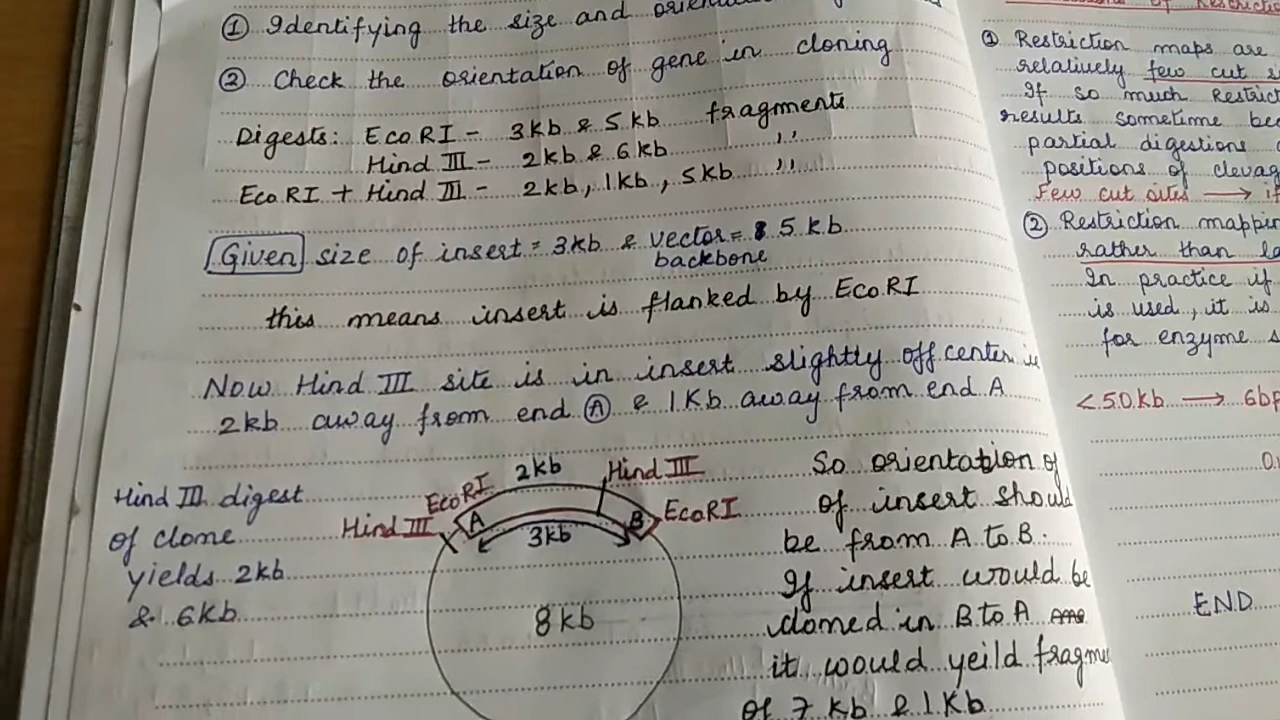 ① Identifying the size and
② Check the orientation of gene in cloning
Digests: EcoRI - 3kb & 5kb fragments
Hind III - 2kb & 6kb ,,
EcoRI + Hind III - 2kb, 1kb, 5kb ,,
Given size of insert = 3kb & vector = 5 kb
backbone
this means insert is flanked by EcoRI
Now Hind III site is in insert slightly off center ie
2kb away from end Ⓐ & 1Kb away from end A
Hind III digest
of clone
yields 2kb
& 6Kb
2kb
Hind III
EcoRI
Hind III
A
B
EcoRI
3kb
8kb
So orientation of
of insert should
be from A to B.
If insert would be
cloned in B to A
it would yeild
of 7 kb & 1Kb
① Restriction maps are
relatively few cut
If so much
results sometime
partial digestions
positions of
Few cut sites →
② Restriction
rather than
In practice if
is used, it is
for enzyme
<50kb →
END